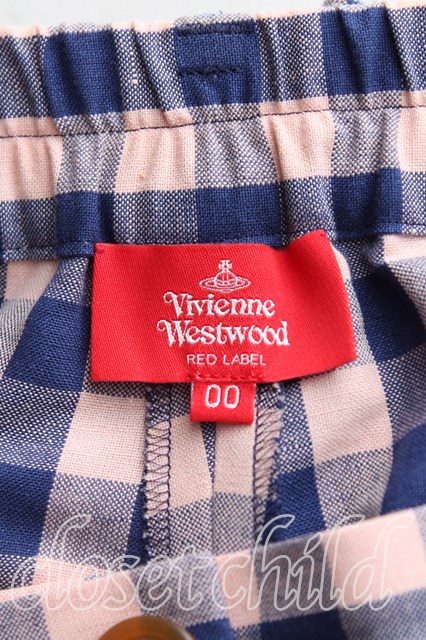 Vivienne
Westwood
RED LABEL
00
closetchild